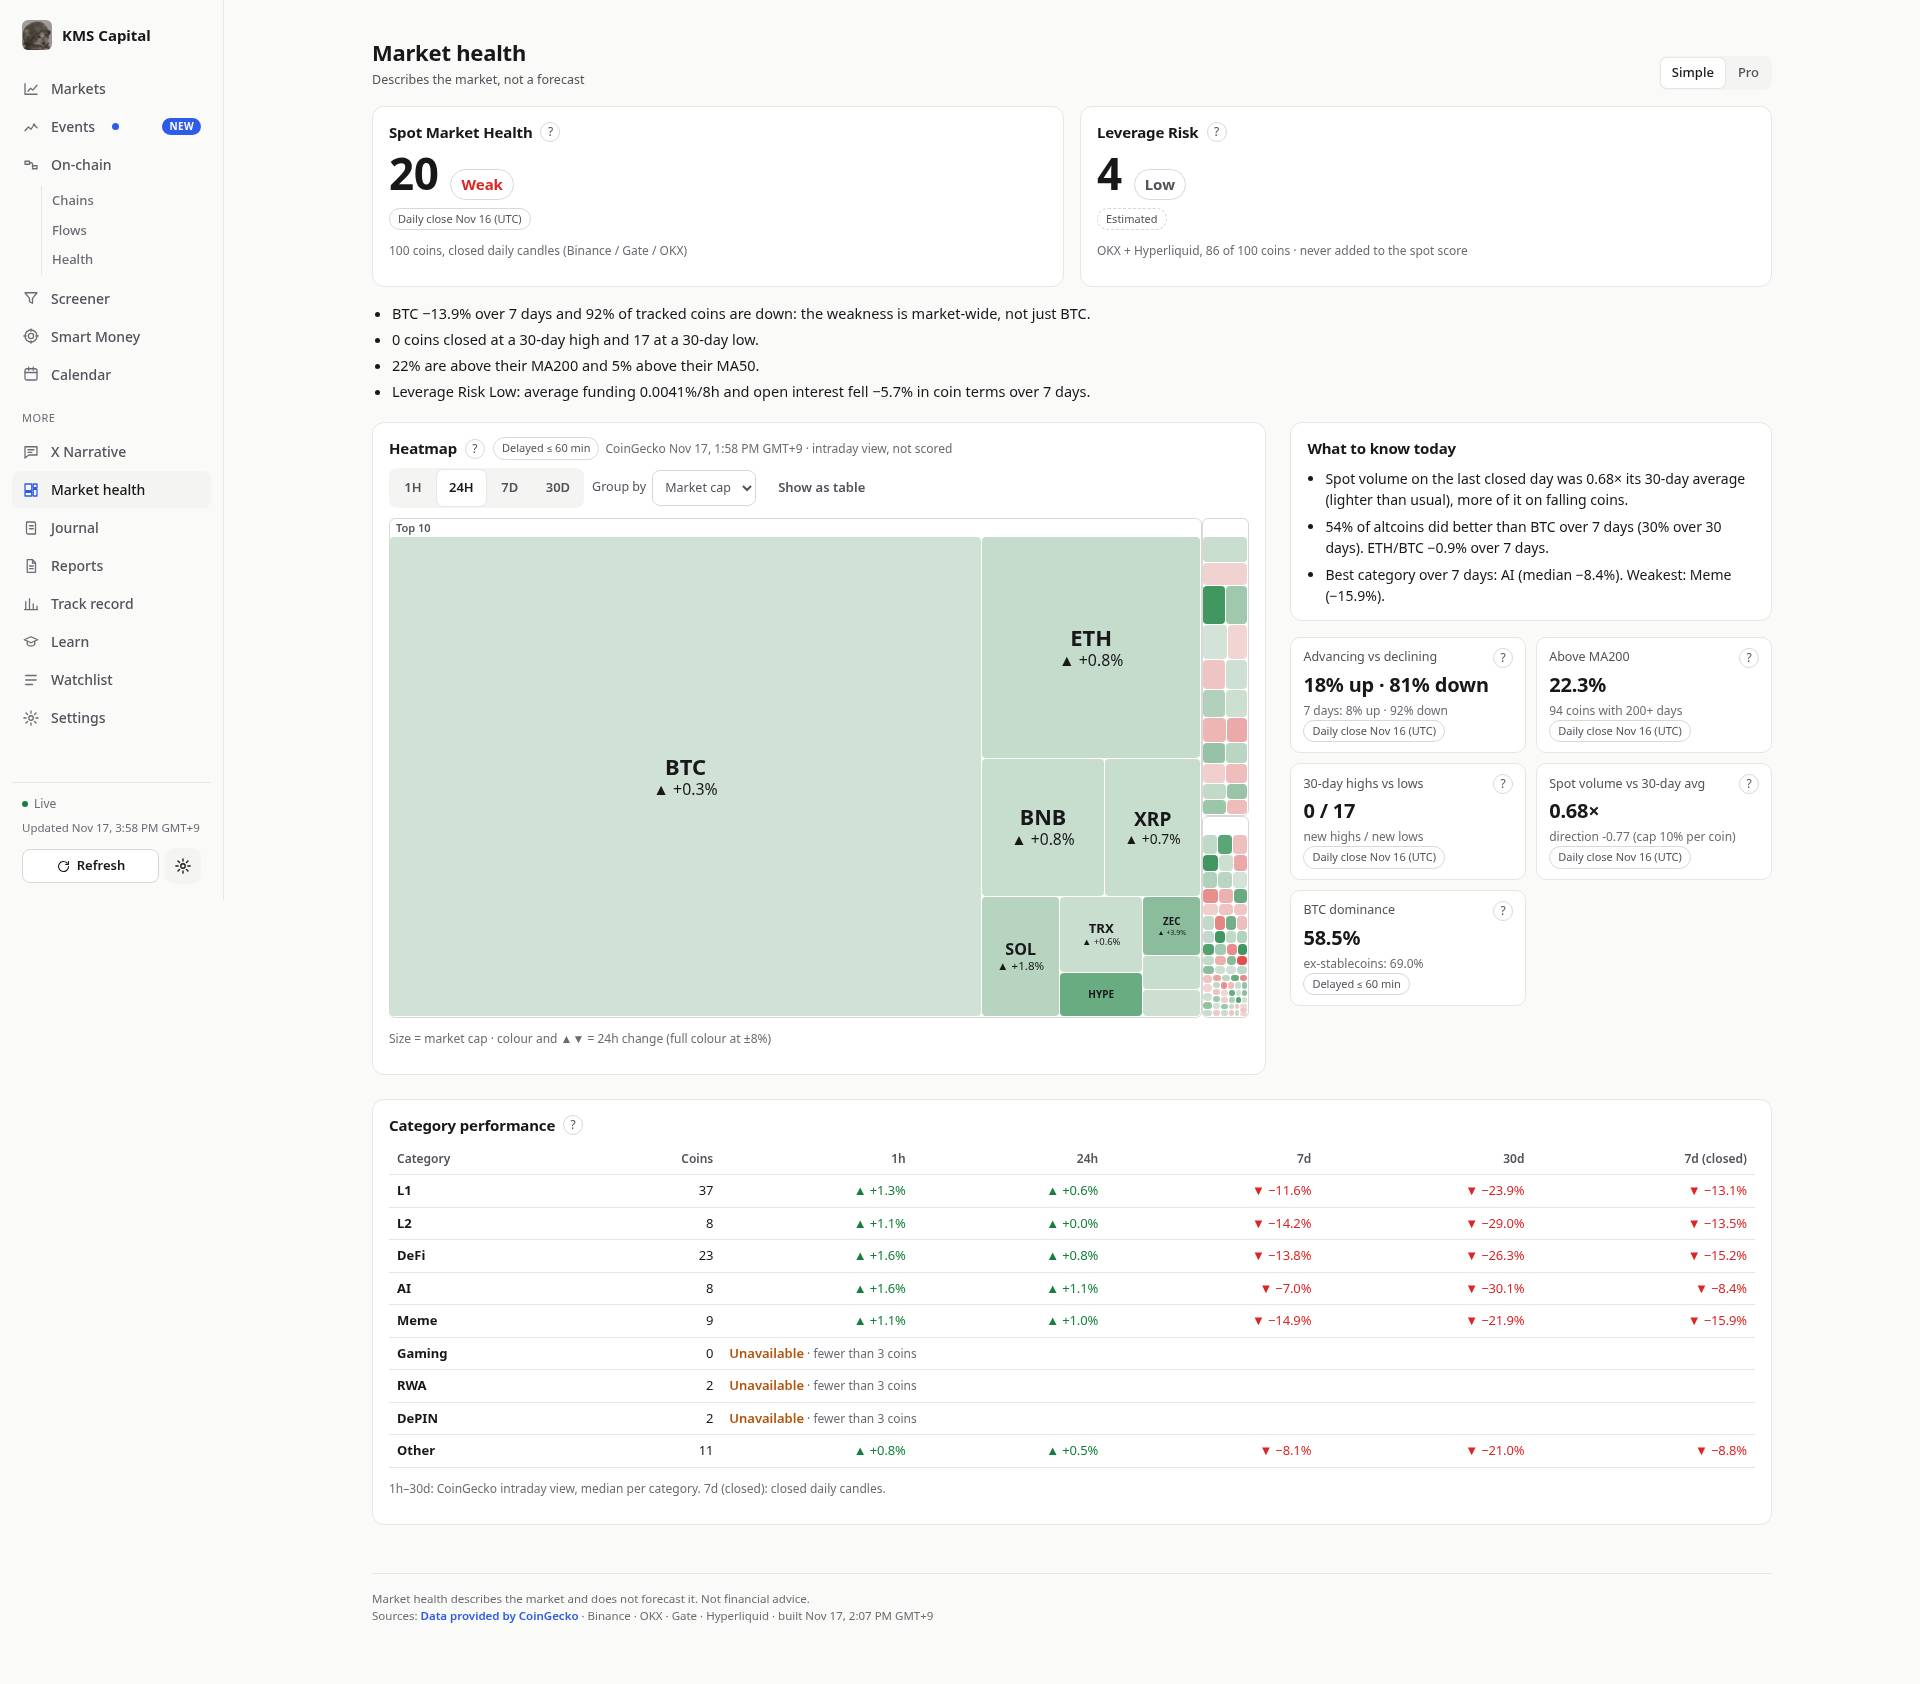 KMS Capital
Markets
Events
NEW
On-chain
Chains
Flows
Health
Screener
Smart Money
Calendar
MORE
X Narrative
Market health
Journal
Reports
Track record
Learn
Watchlist
Settings
Live
Updated Nov 17, 3:58 PM GMT+9
Refresh
Market health
Describes the market, not a forecast
Simple Pro
Spot Market Health ?
20 Weak
Daily close Nov 16 (UTC)
100 coins, closed daily candles (Binance / Gate / OKX)
Leverage Risk ?
4 Low
Estimated
OKX + Hyperliquid, 86 of 100 coins · never added to the spot score
• BTC −13.9% over 7 days and 92% of tracked coins are down: the weakness is market-wide, not just BTC.
• 0 coins closed at a 30-day high and 17 at a 30-day low.
• 22% are above their MA200 and 5% above their MA50.
• Leverage Risk Low: average funding 0.0041%/8h and open interest fell −5.7% in coin terms over 7 days.
Heatmap ? Delayed ≤ 60 min CoinGecko Nov 17, 1:58 PM GMT+9 · intraday view, not scored
1H 24H 7D 30D Group by Market cap Show as table
Top 10
BTC
▲ +0.3%
ETH
▲ +0.8%
BNB
▲ +0.8%
XRP
▲ +0.7%
SOL
▲ +1.8%
TRX
▲ +0.6%
ZEC
▲ +3.9%
HYPE
Size = market cap · colour and ▲▼ = 24h change (full colour at ±8%)
What to know today
• Spot volume on the last closed day was 0.68× its 30-day average
(lighter than usual), more of it on falling coins.
• 54% of altcoins did better than BTC over 7 days (30% over 30
days). ETH/BTC −0.9% over 7 days.
• Best category over 7 days: AI (median −8.4%). Weakest: Meme
(−15.9%).
Advancing vs declining ?
18% up · 81% down
7 days: 8% up · 92% down
Daily close Nov 16 (UTC)
Above MA200 ?
22.3%
94 coins with 200+ days
Daily close Nov 16 (UTC)
30-day highs vs lows ?
0 / 17
new highs / new lows
Daily close Nov 16 (UTC)
Spot volume vs 30-day avg ?
0.68×
direction -0.77 (cap 10% per coin)
Daily close Nov 16 (UTC)
BTC dominance ?
58.5%
ex-stablecoins: 69.0%
Delayed ≤ 60 min
Category performance ?
Category Coins 1h 24h 7d 30d 7d (closed)
L1 37 ▲ +1.3% ▲ +0.6% ▼ −11.6% ▼ −23.9% ▼ −13.1%
L2 8 ▲ +1.1% ▲ +0.0% ▼ −14.2% ▼ −29.0% ▼ −13.5%
DeFi 23 ▲ +1.6% ▲ +0.8% ▼ −13.8% ▼ −26.3% ▼ −15.2%
AI 8 ▲ +1.6% ▲ +1.1% ▼ −7.0% ▼ −30.1% ▼ −8.4%
Meme 9 ▲ +1.1% ▲ +1.0% ▼ −14.9% ▼ −21.9% ▼ −15.9%
Gaming 0 Unavailable · fewer than 3 coins
RWA 2 Unavailable · fewer than 3 coins
DePIN 2 Unavailable · fewer than 3 coins
Other 11 ▲ +0.8% ▲ +0.5% ▼ −8.1% ▼ −21.0% ▼ −8.8%
1h–30d: CoinGecko intraday view, median per category. 7d (closed): closed daily candles.
Market health describes the market and does not forecast it. Not financial advice.
Sources: Data provided by CoinGecko · Binance · OKX · Gate · Hyperliquid · built Nov 17, 2:07 PM GMT+9